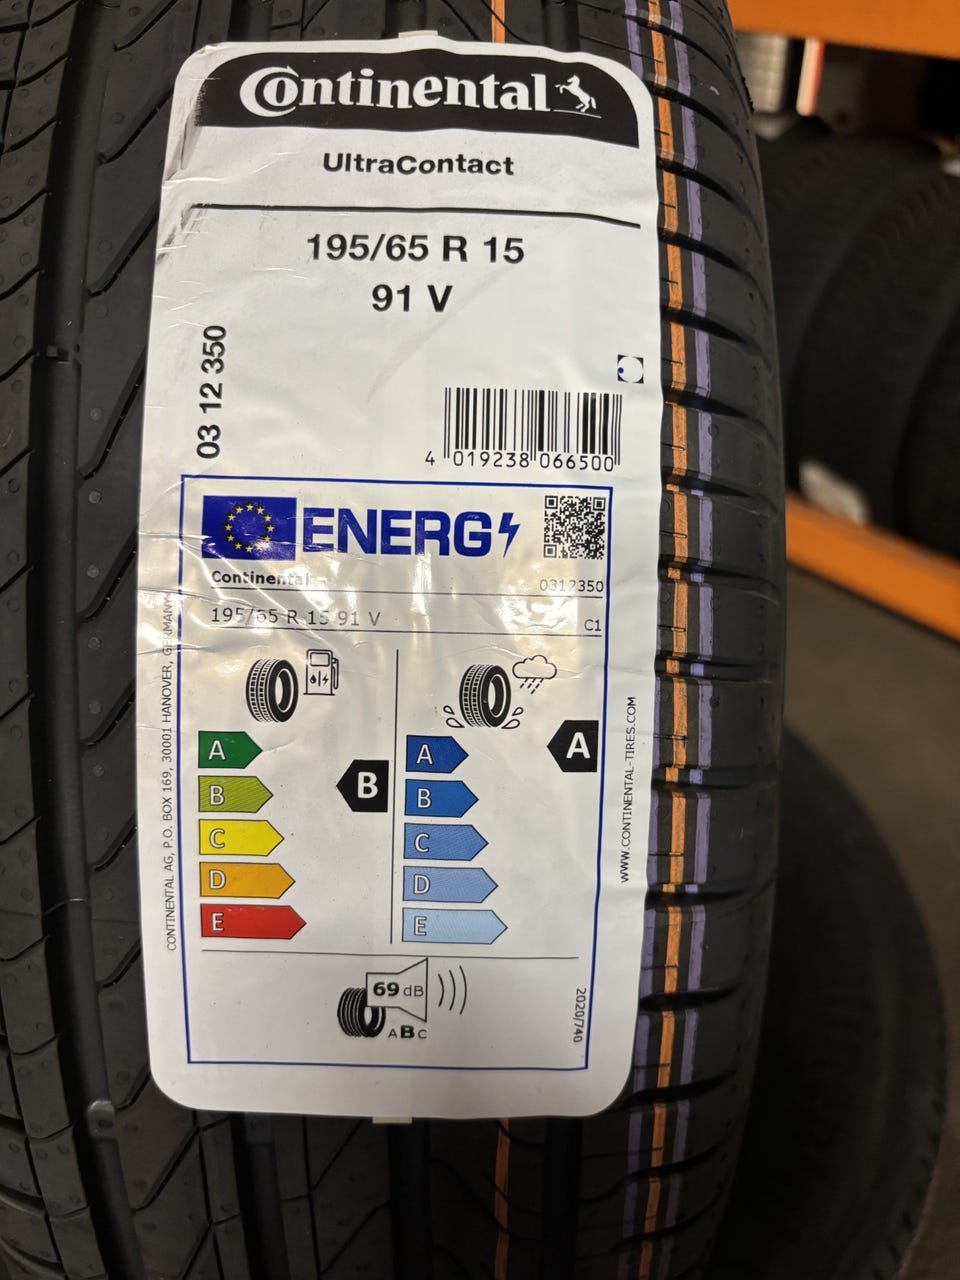 Continental
UltraContact
195/65 R 15
91 V
03 12 350
4 019238 066500
ENERG
Continental
0312350
195/65 R 15 91 V
C1
A
B
C
D
E
B
A
B
C
D
E
A
69 dB
A B C
2020/740
CONTINENTAL AG, P.O. BOX 169, 30001 HANOVER, GERMANY
WWW.CONTINENTAL-TIRES.COM